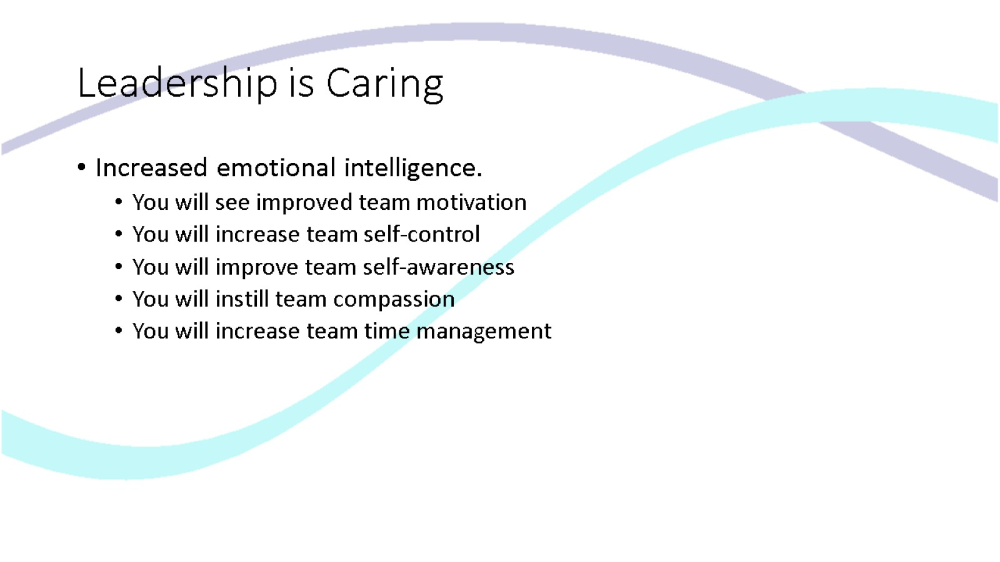 Leadership is Caring
• Increased emotional intelligence.
• You will see improved team motivation
• You will increase team self-control
• You will improve team self-awareness
• You will instill team compassion
• You will increase team time management